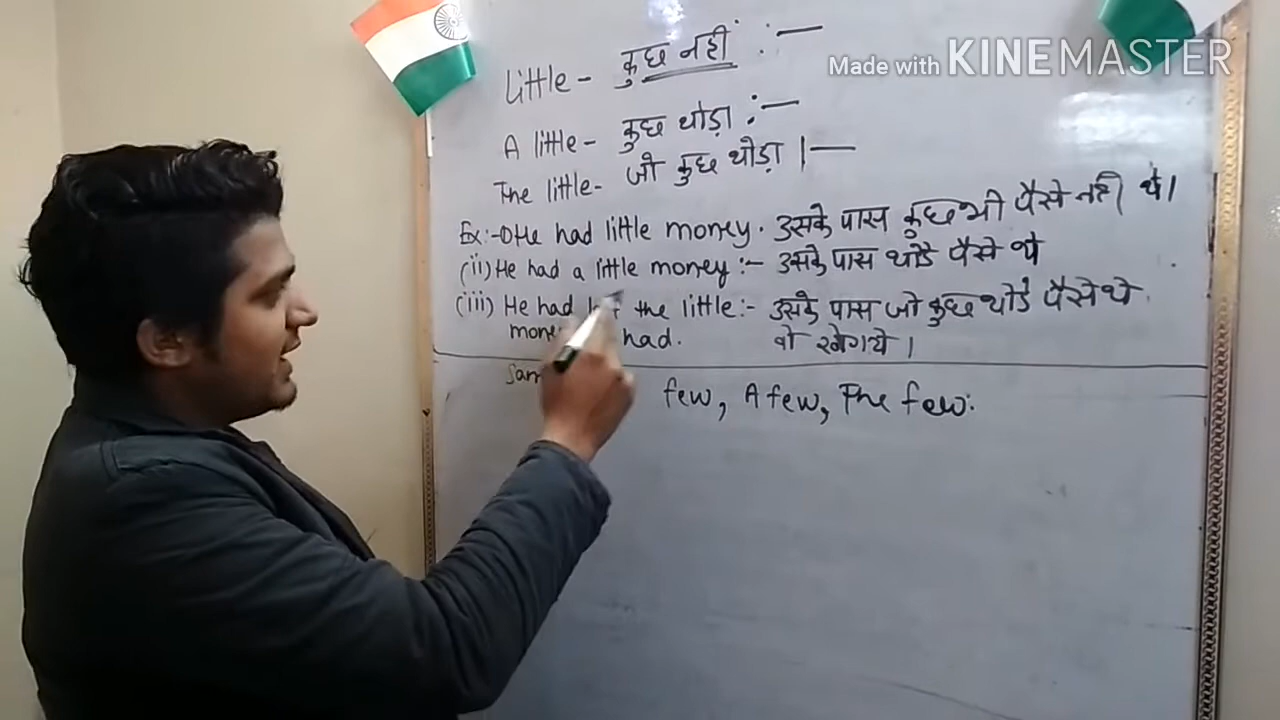 Made with KINEMASTER
Little - कुछ नहीं :-
A little - कुछ थोड़ा :-
The little - जो कुछ थोड़ा ।-
Ex:- (i) He had little money. उसके पास कुछ भी पैसे नहीं थे।
(ii) He had a little money :- उसके पास थोडे पैसे थे
(iii) He had the little :- उसके पास जो कुछ थोडे पैसे थे
had. वो खो गये ।
few, A few, The few.